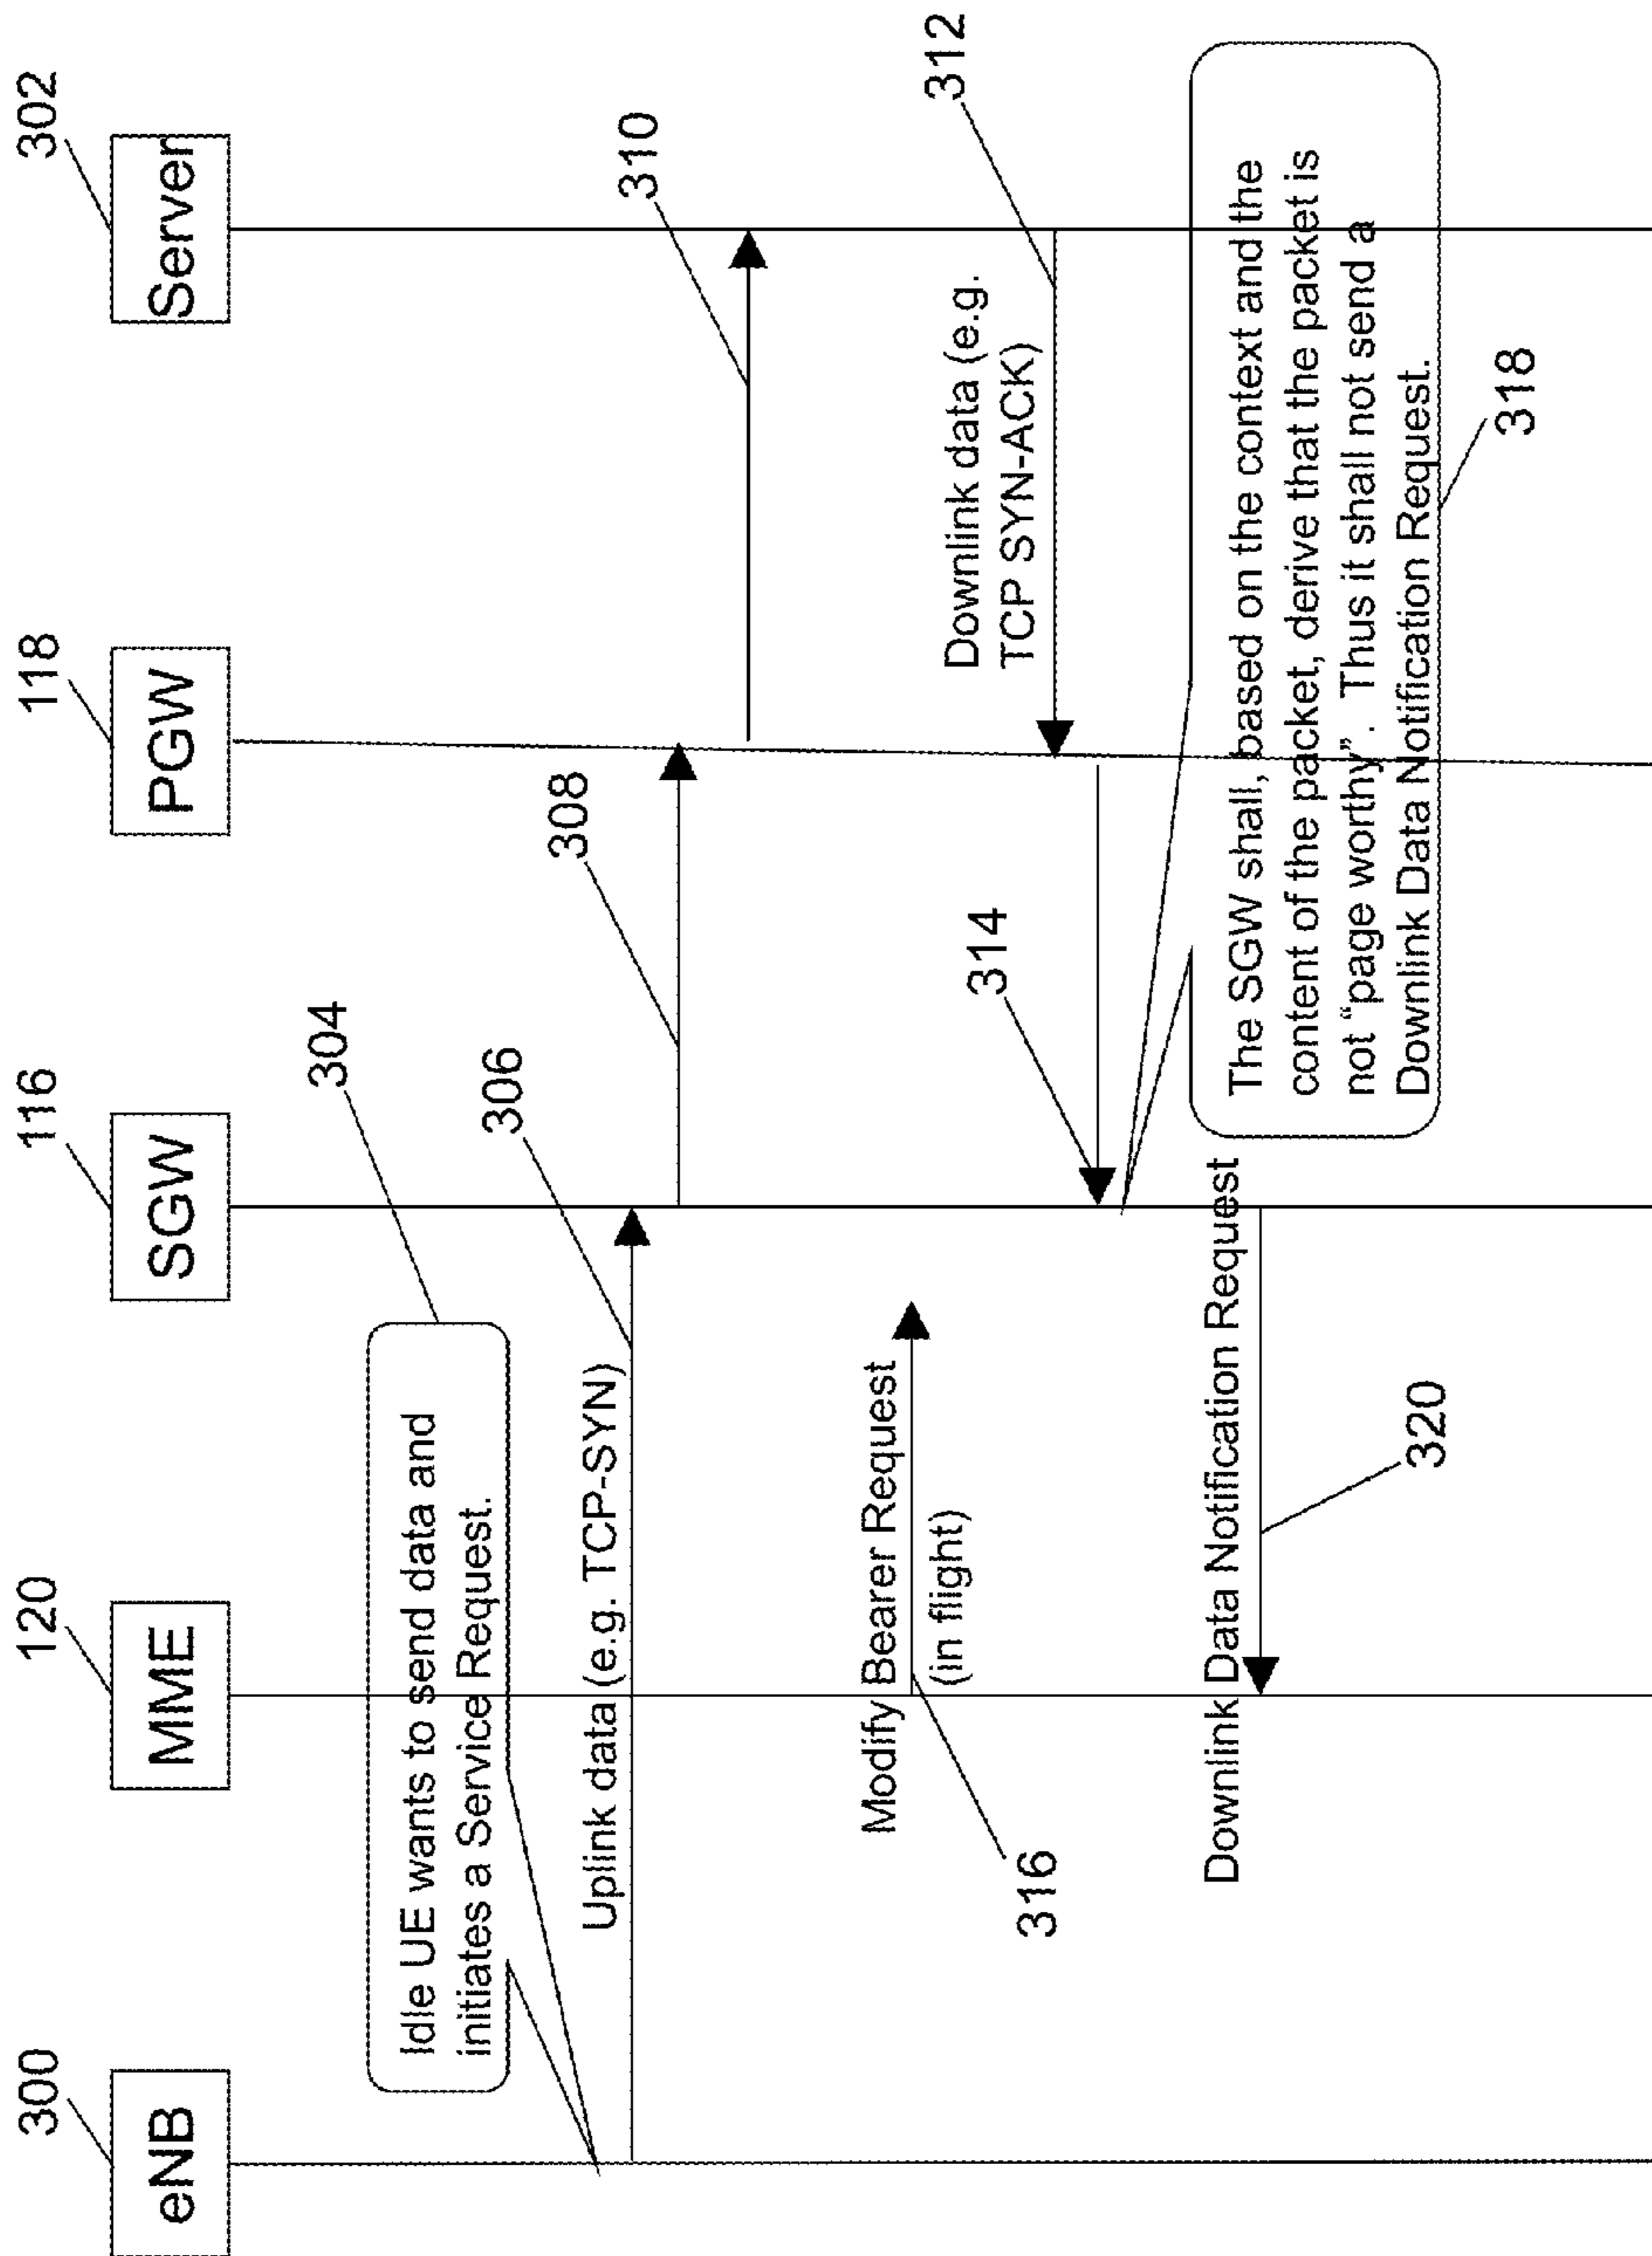 300
120
116
118
302
eNB
MME
SGW
PGW
Server
304
Idle UE wants to send data and
initiates a Service Request.
306
Uplink data (e.g. TCP-SYN)
308
310
Modify Bearer Request
(in flight)
316
Downlink data (e.g.
TCP SYN-ACK)
312
314
The SGW shall, based on the context and the
content of the packet, derive that the packet is
not “page worthy”. Thus it shall not send a
Downlink Data Notification Request.
318
Downlink Data Notification Request
320